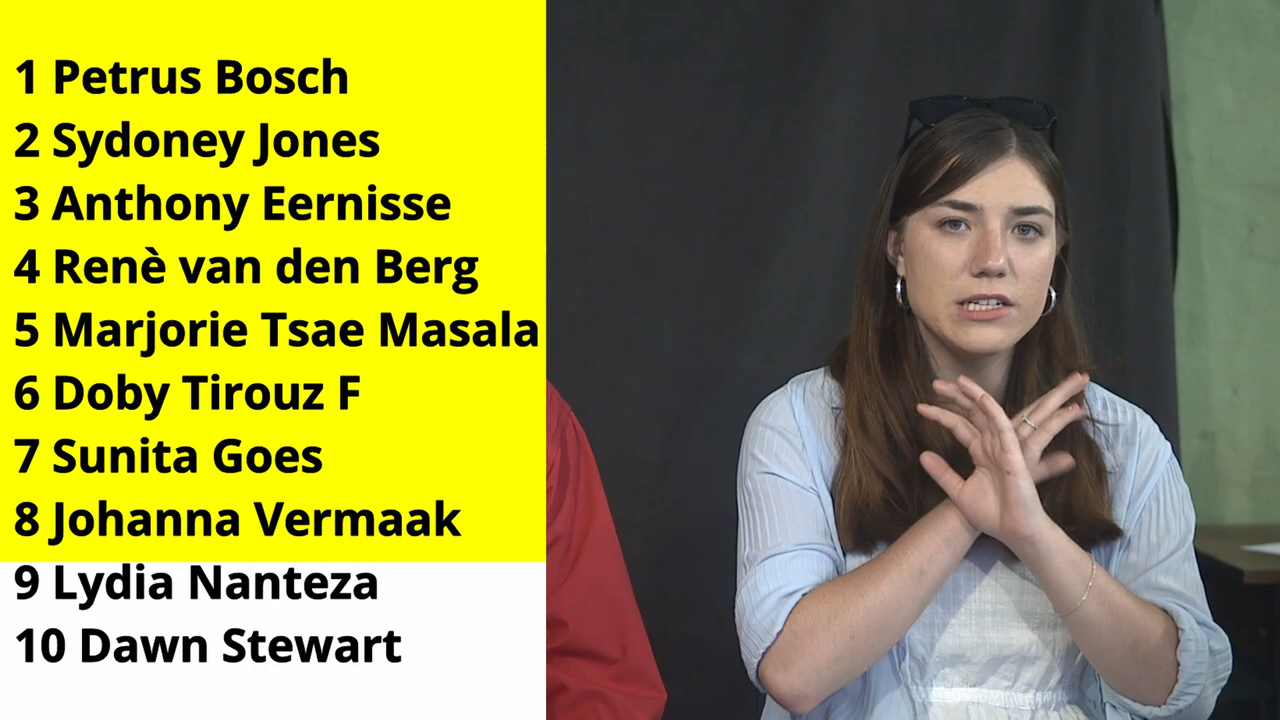 1 Petrus Bosch
2 Sydoney Jones
3 Anthony Eernisse
4 Renè van den Berg
5 Marjorie Tsae Masala
6 Doby Tirouz F
7 Sunita Goes
8 Johanna Vermaak
9 Lydia Nanteza
10 Dawn Stewart